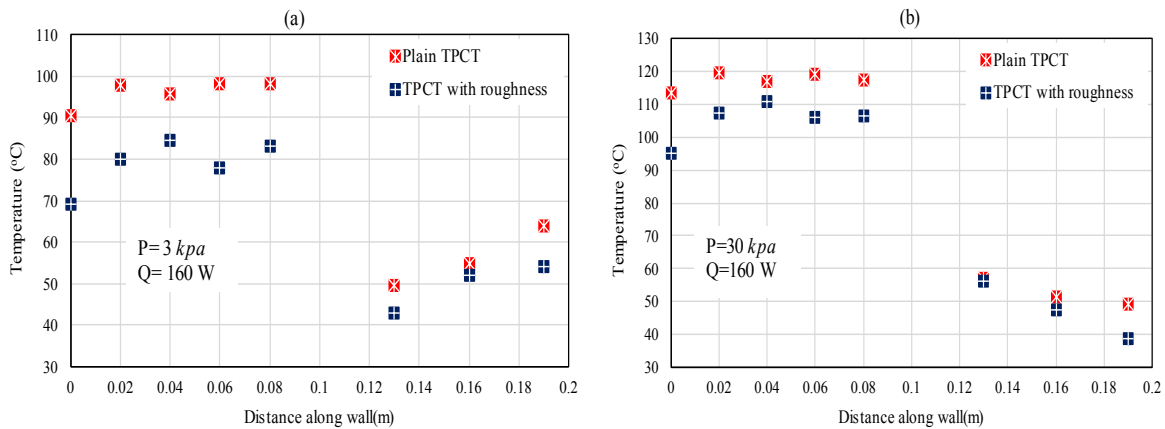 (a)
110
100
90
80
70
60
50
40
30
Temperature (°C)
Plain TPCT
TPCT with roughness
P= 3 kpa
Q= 160 W
0 0.02 0.04 0.06 0.08 0.1 0.12 0.14 0.16 0.18 0.2
Distance along wall(m)
(b)
130
120
110
100
90
80
70
60
50
40
30
Temperature (°C)
Plain TPCT
TPCT with roughness
P=30 kpa
Q=160 W
0 0.02 0.04 0.06 0.08 0.1 0.12 0.14 0.16 0.18 0.2
Distance along wall(m)